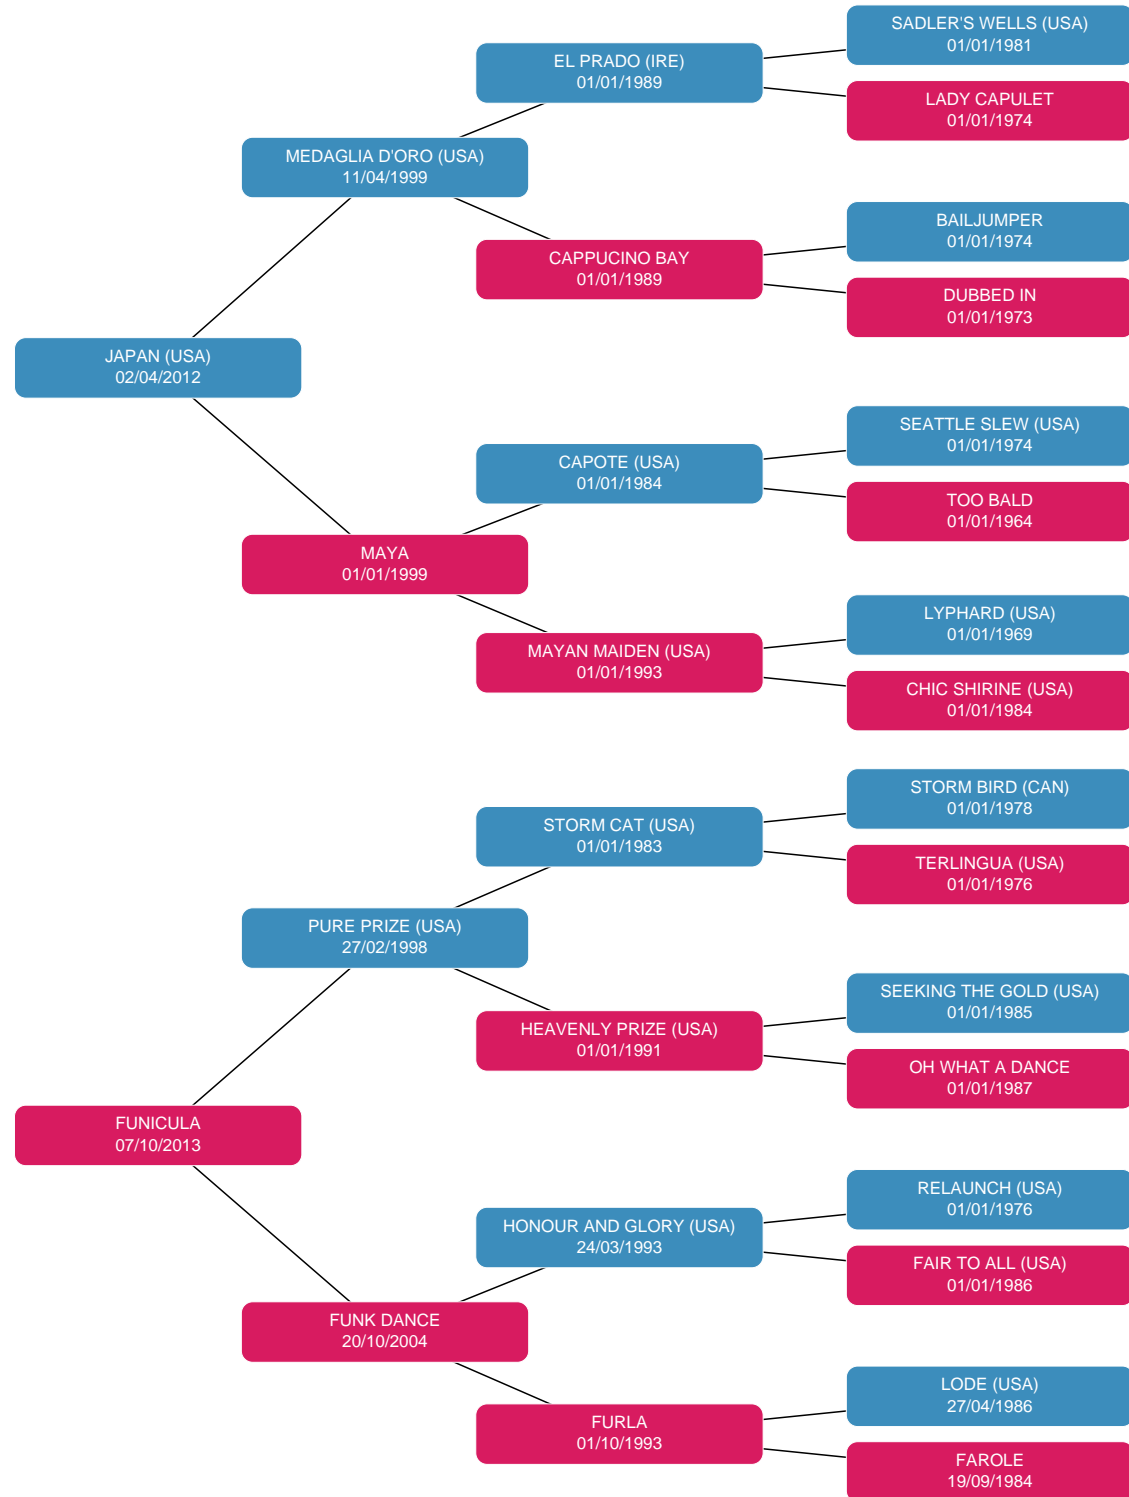 SADLER'S WELLS (USA)
01/01/1981
EL PRADO (IRE)
01/01/1989
LADY CAPULET
01/01/1974
MEDAGLIA D'ORO (USA)
11/04/1999
BAILJUMPER
01/01/1974
CAPPUCINO BAY
01/01/1989
DUBBED IN
01/01/1973
JAPAN (USA)
02/04/2012
SEATTLE SLEW (USA)
01/01/1974
CAPOTE (USA)
01/01/1984
TOO BALD
01/01/1964
MAYA
01/01/1999
LYPHARD (USA)
01/01/1969
MAYAN MAIDEN (USA)
01/01/1993
CHIC SHIRINE (USA)
01/01/1984
STORM BIRD (CAN)
01/01/1978
STORM CAT (USA)
01/01/1983
TERLINGUA (USA)
01/01/1976
PURE PRIZE (USA)
27/02/1998
SEEKING THE GOLD (USA)
01/01/1985
HEAVENLY PRIZE (USA)
01/01/1991
OH WHAT A DANCE
01/01/1987
FUNICULA
07/10/2013
RELAUNCH (USA)
01/01/1976
HONOUR AND GLORY (USA)
24/03/1993
FAIR TO ALL (USA)
01/01/1986
FUNK DANCE
20/10/2004
LODE (USA)
27/04/1986
FURLA
01/10/1993
FAROLE
19/09/1984